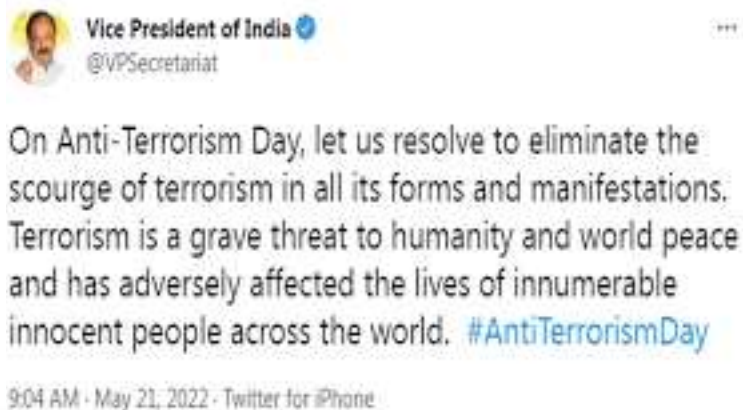 Vice President of India
@VPSecretariat
On Anti-Terrorism Day, let us resolve to eliminate the
scourge of terrorism in all its forms and manifestations.
Terrorism is a grave threat to humanity and world peace
and has adversely affected the lives of innumerable
innocent people across the world. #AntiTerrorismDay
9:04 AM · May 21, 2022 · Twitter for iPhone